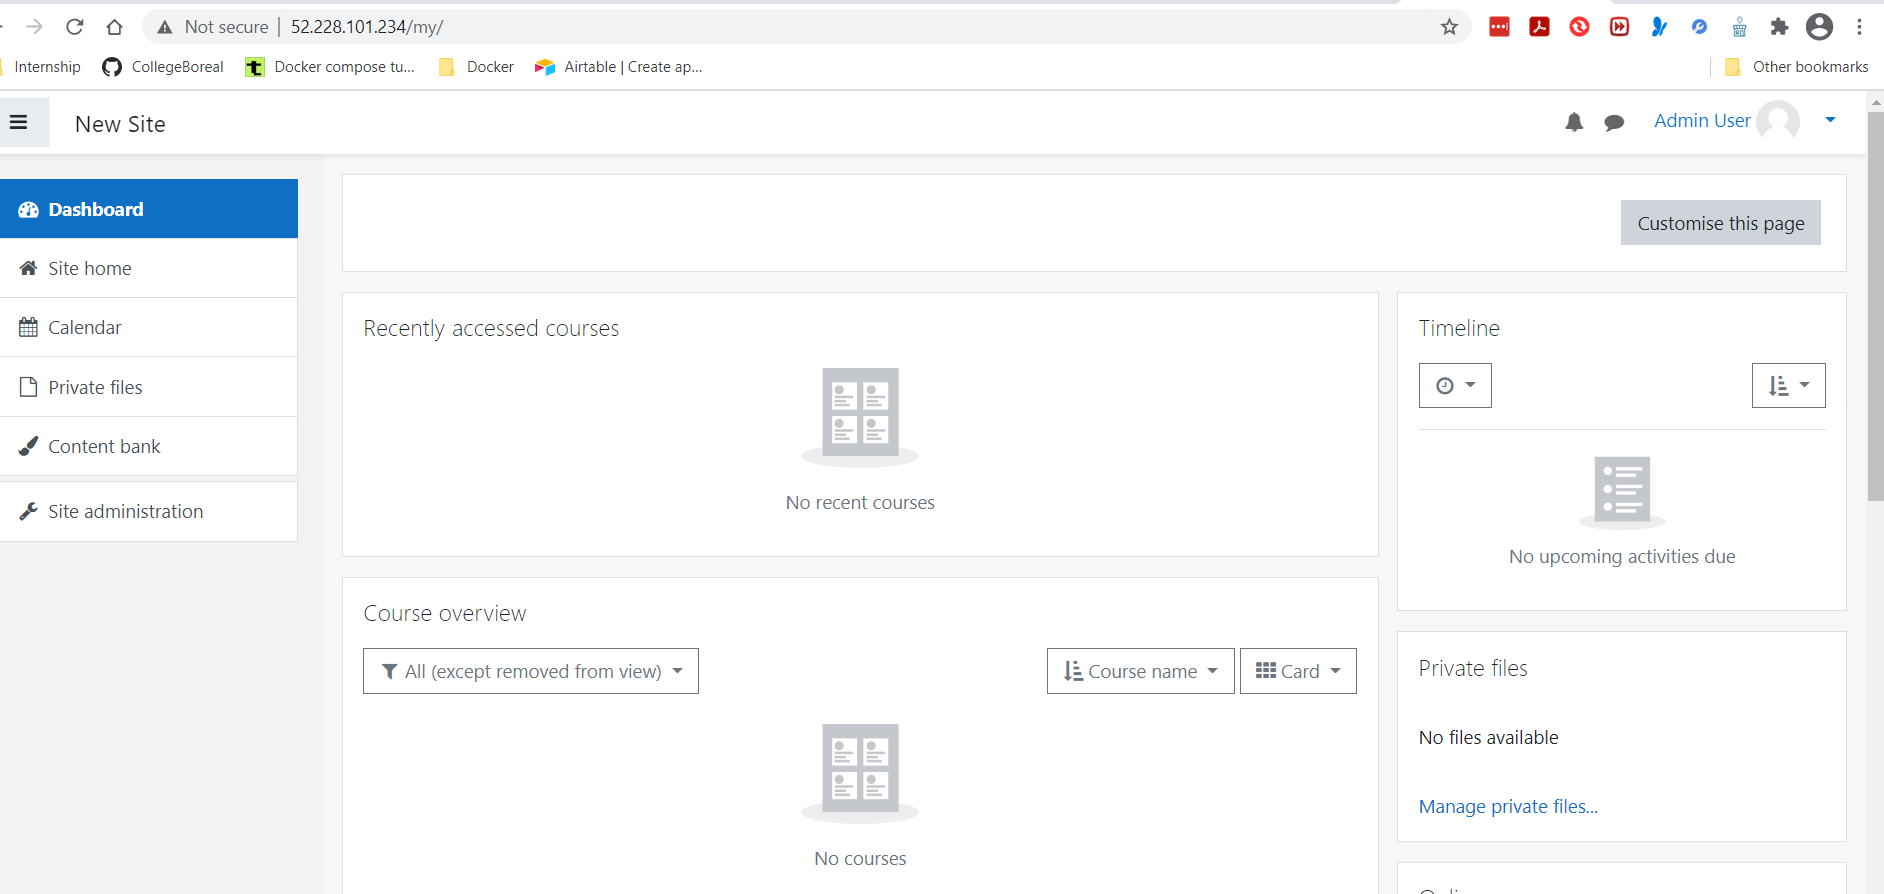 Not secure | 52.228.101.234/my/
Internship CollegeBoreal Docker compose tu... Docker Airtable | Create ap... Other bookmarks
New Site Admin User
Dashboard
Customise this page
Site home
Calendar
Private files
Content bank
Site administration
Recently accessed courses
No recent courses
Timeline
No upcoming activities due
Course overview
All (except removed from view) Course name Card
No courses
Private files
No files available
Manage private files...